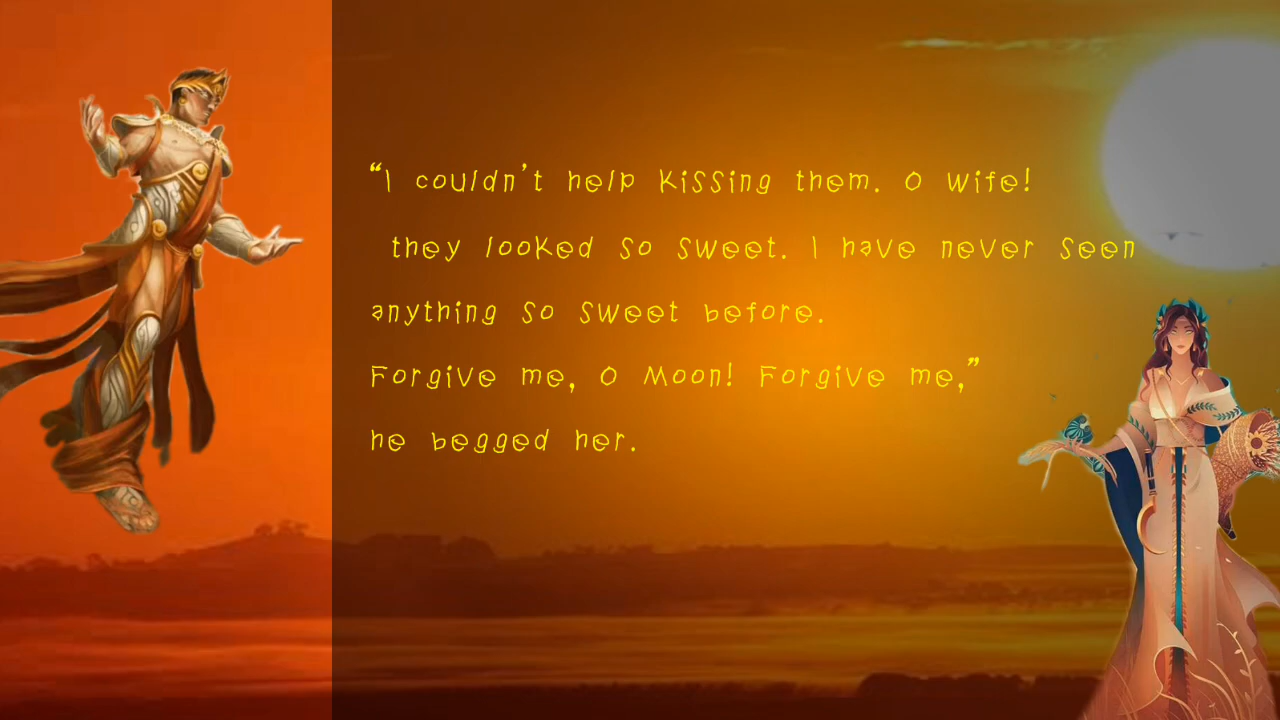 “I couldn’t help kissing them. O Wife!
they looked so sweet. I have never seen
anything so sweet before.
Forgive me, O Moon! Forgive me,”
he begged her.